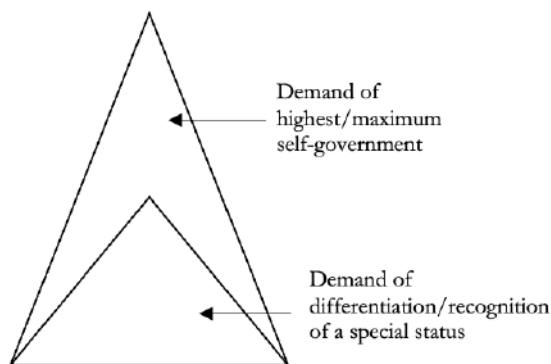 Demand of
highest/maximum
self-government
Demand of
differentiation/recognition
of a special status